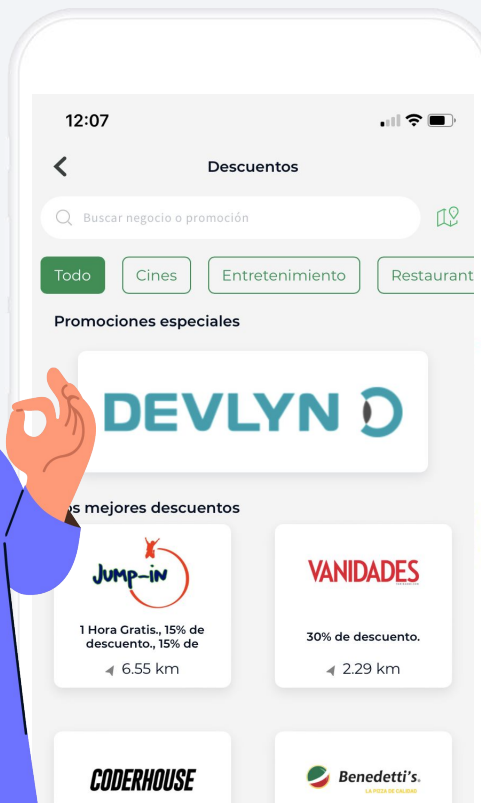 12:07
Descuentos
Buscar negocio o promoción
Todo Cines Entretenimiento Restaurant
Promociones especiales
DEVLYN
s mejores descuentos
JUMP-iN
VANIDADES
1 Hora Gratis., 15% de
descuento., 15% de
30% de descuento.
6.55 km
2.29 km
CODERHOUSE
Benedetti's.
LA PIZZA DE CALIDAD